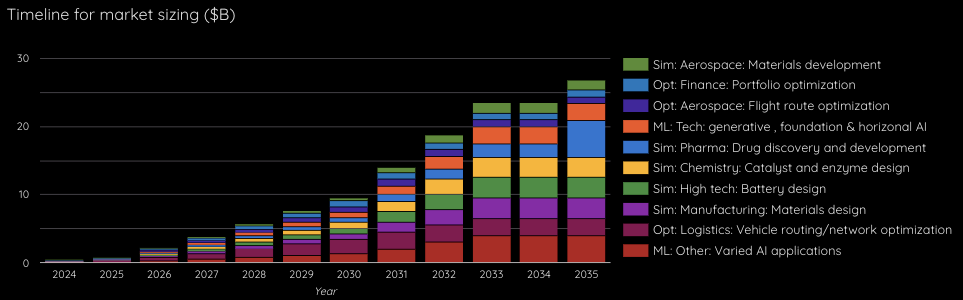 Timeline for market sizing ($B)
30
20
10
0
2024 2025 2026 2027 2028 2029 2030 2031 2032 2033 2034 2035
Year
Sim: Aerospace: Materials development
Opt: Finance: Portfolio optimization
Opt: Aerospace: Flight route optimization
ML: Tech: generative , foundation & horizonal AI
Sim: Pharma: Drug discovery and development
Sim: Chemistry: Catalyst and enzyme design
Sim: High tech: Battery design
Sim: Manufacturing: Materials design
Opt: Logistics: Vehicle routing/network optimization
ML: Other: Varied AI applications